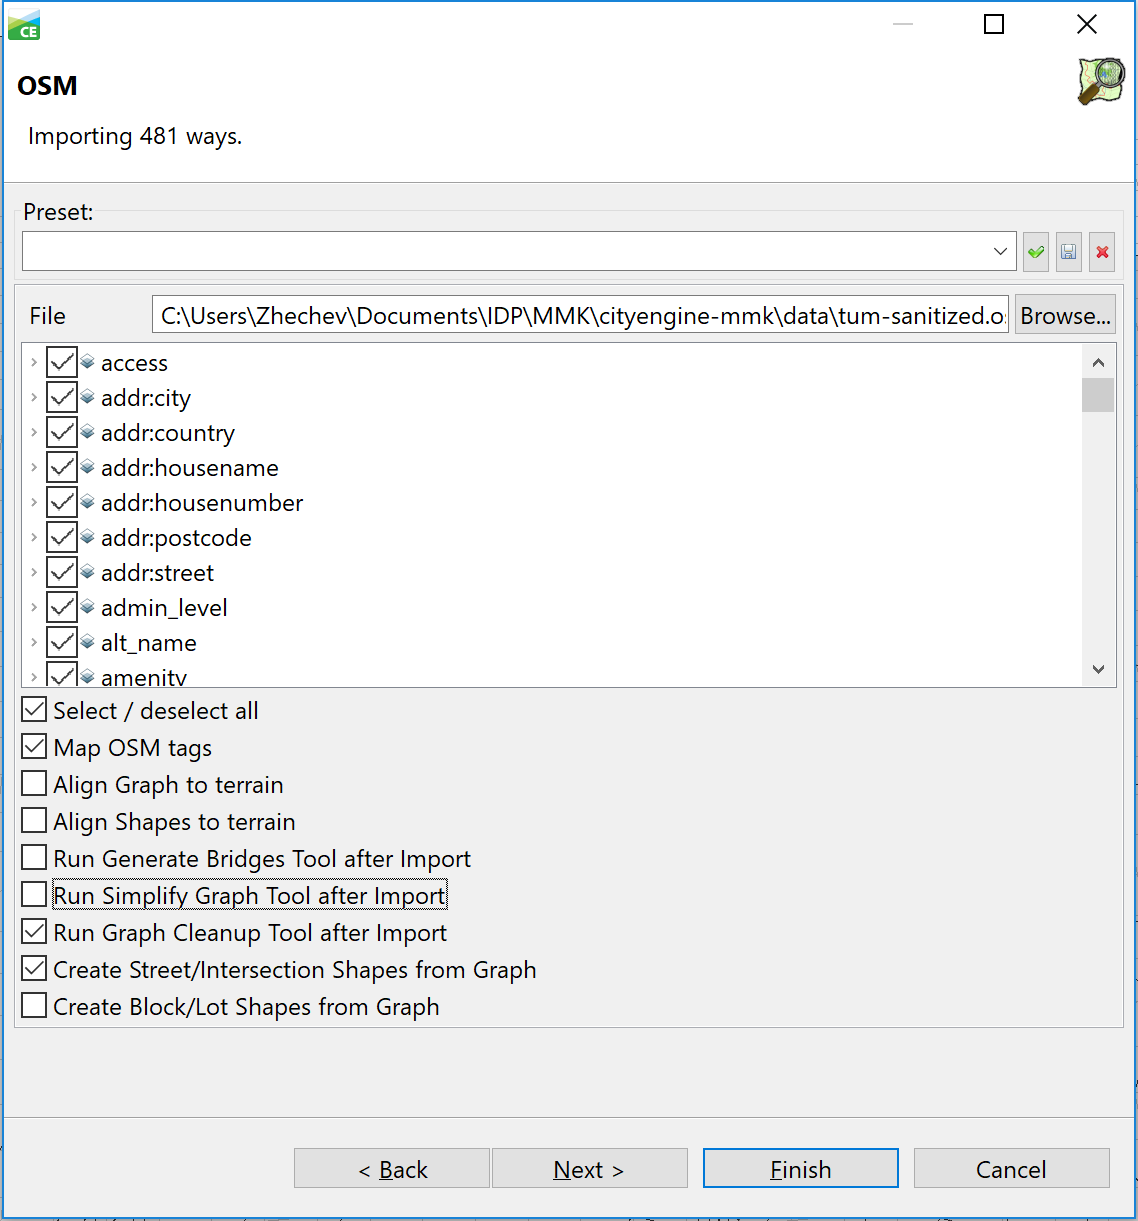 CE
OSM
Importing 481 ways.
Preset:
File C:\Users\Zhechev\Documents\IDP\MMK\cityengine-mmk\data\tum-sanitized.os Browse...
access
addr:city
addr:country
addr:housename
addr:housenumber
addr:postcode
addr:street
admin_level
alt_name
amenity
Select / deselect all
Map OSM tags
Align Graph to terrain
Align Shapes to terrain
Run Generate Bridges Tool after Import
Run Simplify Graph Tool after Import
Run Graph Cleanup Tool after Import
Create Street/Intersection Shapes from Graph
Create Block/Lot Shapes from Graph
< Back Next > Finish Cancel